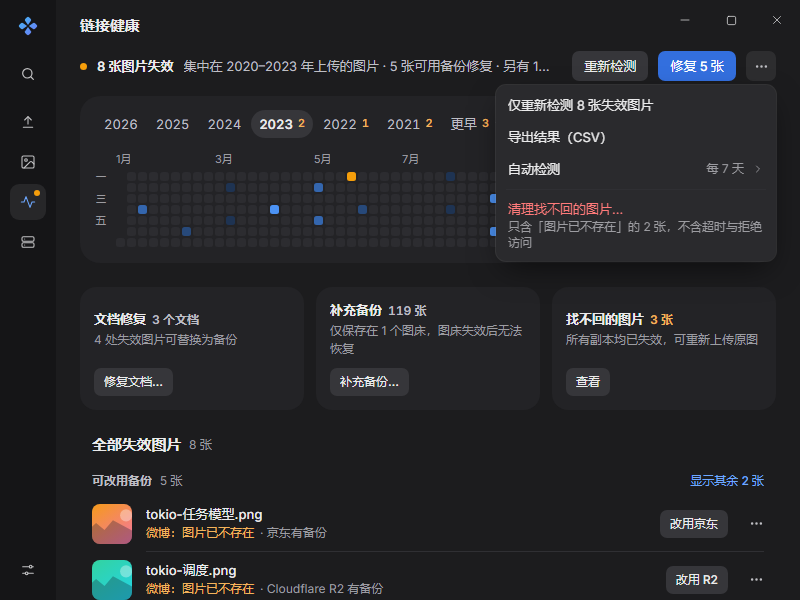 链接健康
8 张图片失效 集中在 2020–2023 年上传的图片 · 5 张可用备份修复 · 另有 1...
重新检测
修复 5 张
仅重新检测 8 张失效图片
导出结果（CSV）
自动检测 每 7 天
清理找不回的图片...
只含「图片已不存在」的 2 张，不含超时与拒绝
访问
2026 2025 2024 2023 2 2022 1 2021 2 更早 3
1月 3月 5月 7月
一
三
五
文档修复 3 个文档
4 处失效图片可替换为备份
修复文档...
补充备份 119 张
仅保存在 1 个图床，图床失效后无法
恢复
补充备份...
找不回的图片 3 张
所有副本均已失效，可重新上传原图
查看
全部失效图片 8 张
可改用备份 5 张
显示其余 2 张
tokio-任务模型.png
微博：图片已不存在 · 京东有备份
改用京东
tokio-调度.png
微博：图片已不存在 · Cloudflare R2 有备份
改用 R2